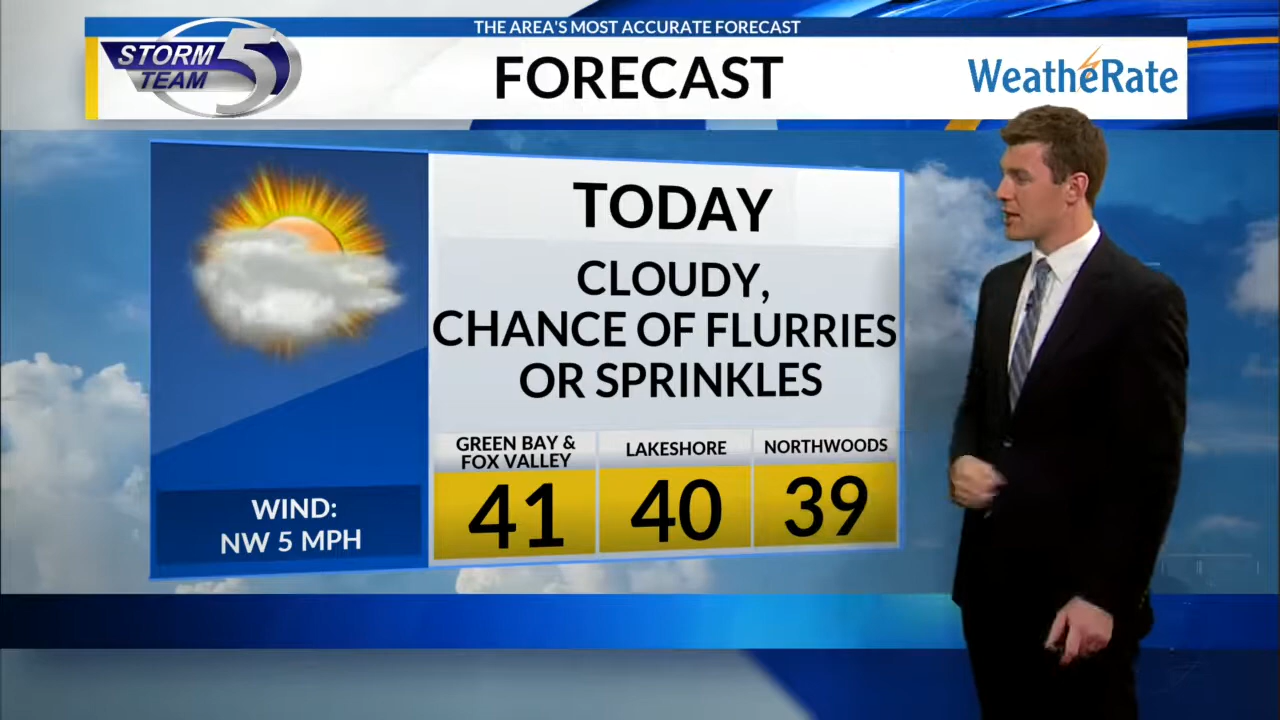 THE AREA'S MOST ACCURATE FORECAST
STORM
TEAM
5
FORECAST
WeatheRate
TODAY
CLOUDY,
CHANCE OF FLURRIES
OR SPRINKLES
GREEN BAY &
FOX VALLEY
LAKESHORE
NORTHWOODS
41
40
39
WIND:
NW 5 MPH